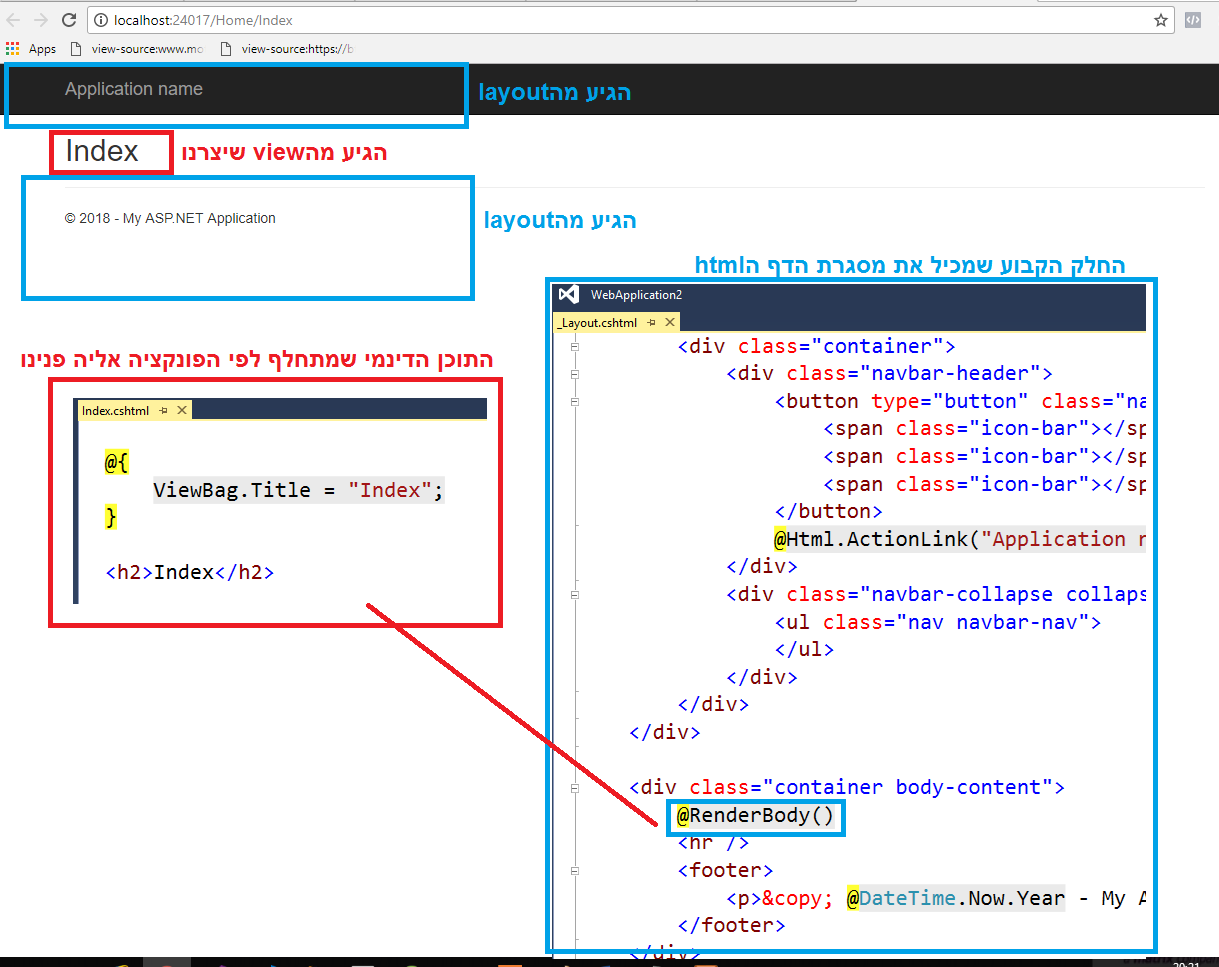 localhost:24017/Home/Index
Apps view-source:www.mo view-source:https://b
Application name
הגיע מהlayout
Index
הגיע מהview שיצרנו
© 2018 - My ASP.NET Application
הגיע מהlayout
החלק הקבוע שמכיל את מסגרת הדף הhtml
WebApplication2
_Layout.cshtml
<div class="container">
<div class="navbar-header">
<button type="button" class="na
<span class="icon-bar"></sp
<span class="icon-bar"></sp
<span class="icon-bar"></sp
</button>
@Html.ActionLink("Application n
</div>
<div class="navbar-collapse collaps
<ul class="nav navbar-nav">
</ul>
</div>
</div>
</div>
<div class="container body-content">
@RenderBody()
<hr />
<footer>
<p>&copy; @DateTime.Now.Year - My A
</footer>
</div>
התוכן הדינמי שמתחלף לפי הפונקציה אליה פנינו
Index.cshtml
@{
ViewBag.Title = "Index";
}
<h2>Index</h2>